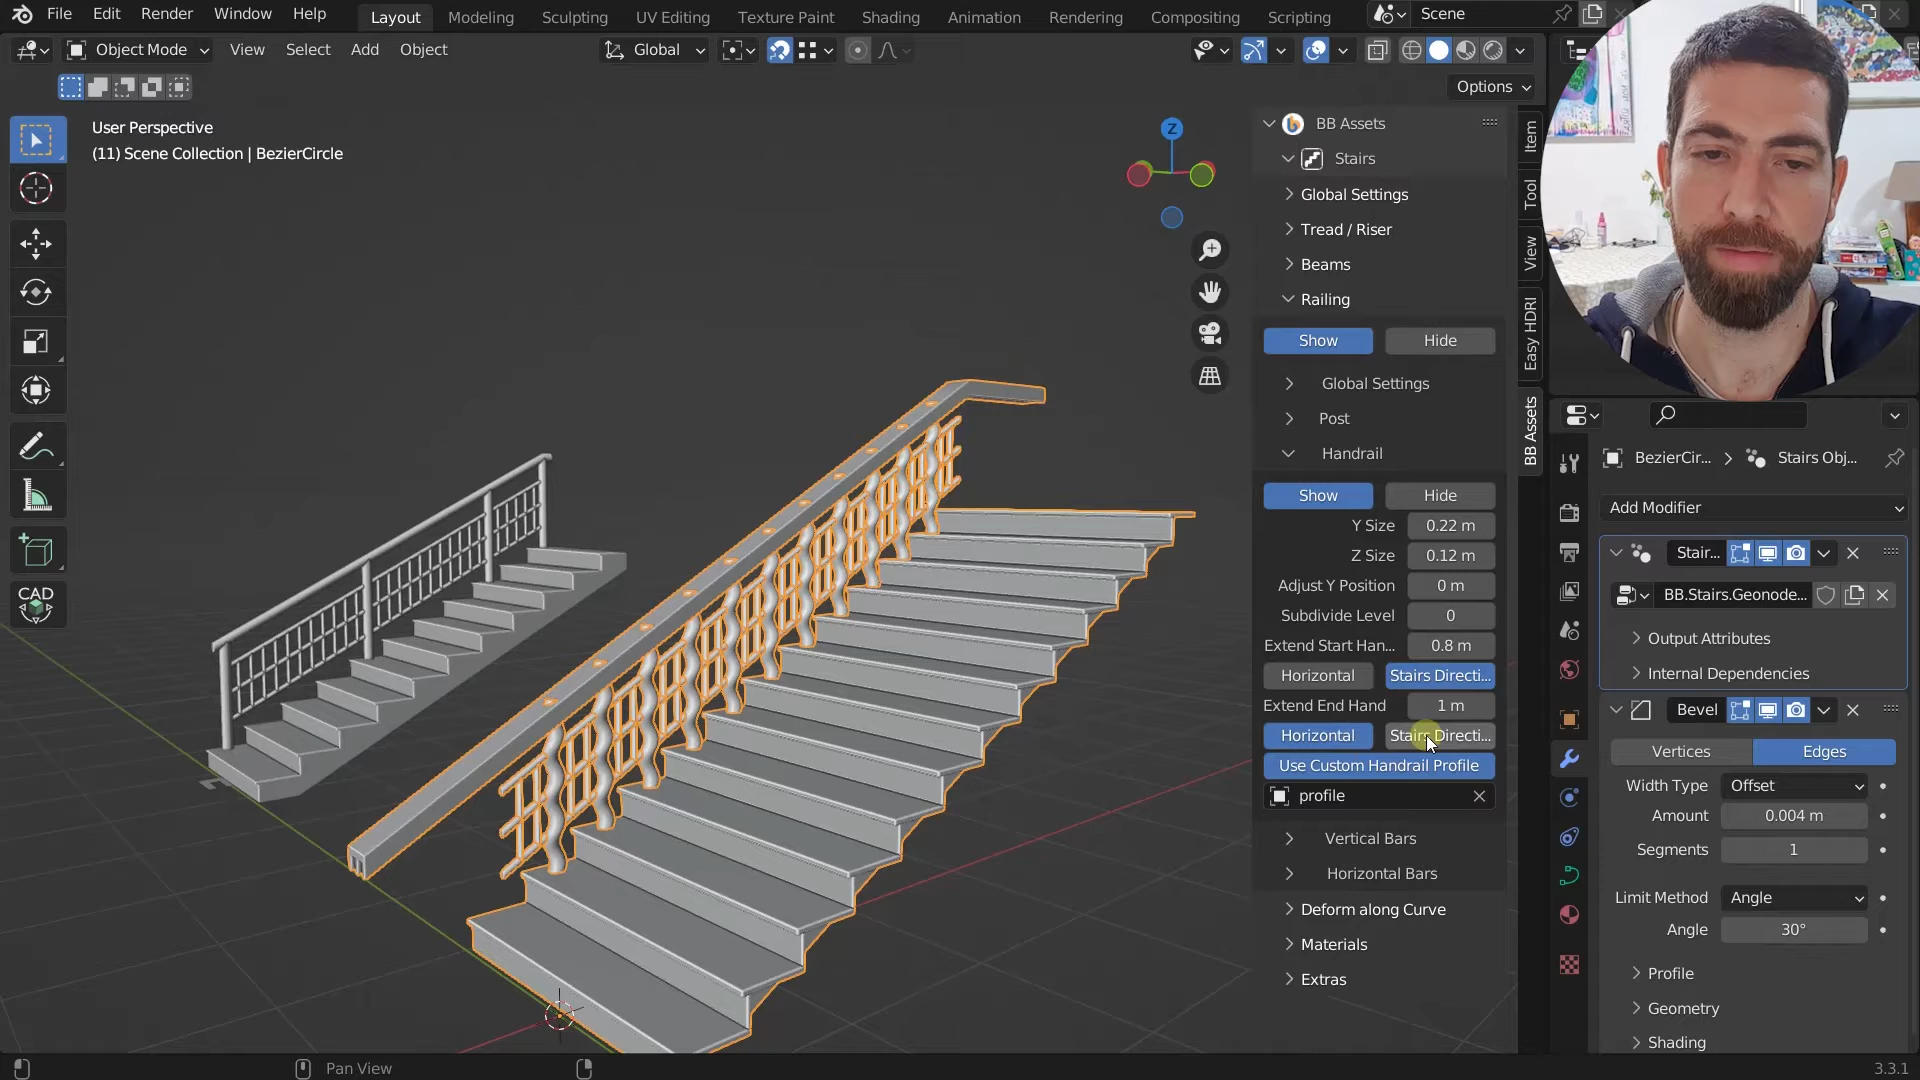 File Edit Render Window Help
Layout Modeling Sculpting UV Editing Texture Paint Shading Animation Rendering Compositing Scripting
Scene
Object Mode View Select Add Object
Global
Options
User Perspective
(11) Scene Collection | BezierCircle
Z
CAD
BB Assets
Stairs
Global Settings
Tread / Riser
Beams
Railing
Show Hide
Global Settings
Post
Handrail
Show Hide
Y Size 0.22 m
Z Size 0.12 m
Adjust Y Position 0 m
Subdivide Level 0
Extend Start Han... 0.8 m
Horizontal Stairs Directi...
Extend End Hand 1 m
Horizontal Stairs Directi...
Use Custom Handrail Profile
profile
Vertical Bars
Horizontal Bars
Deform along Curve
Materials
Extras
Item
Tool
View
Easy HDRI
BB Assets
BezierCir... Stairs Obj...
Add Modifier
Stair...
BB.Stairs.Geonode...
Output Attributes
Internal Dependencies
Bevel
Vertices Edges
Width Type Offset
Amount 0.004 m
Segments 1
Limit Method Angle
Angle 30°
Profile
Geometry
Shading
Pan View
3.3.1